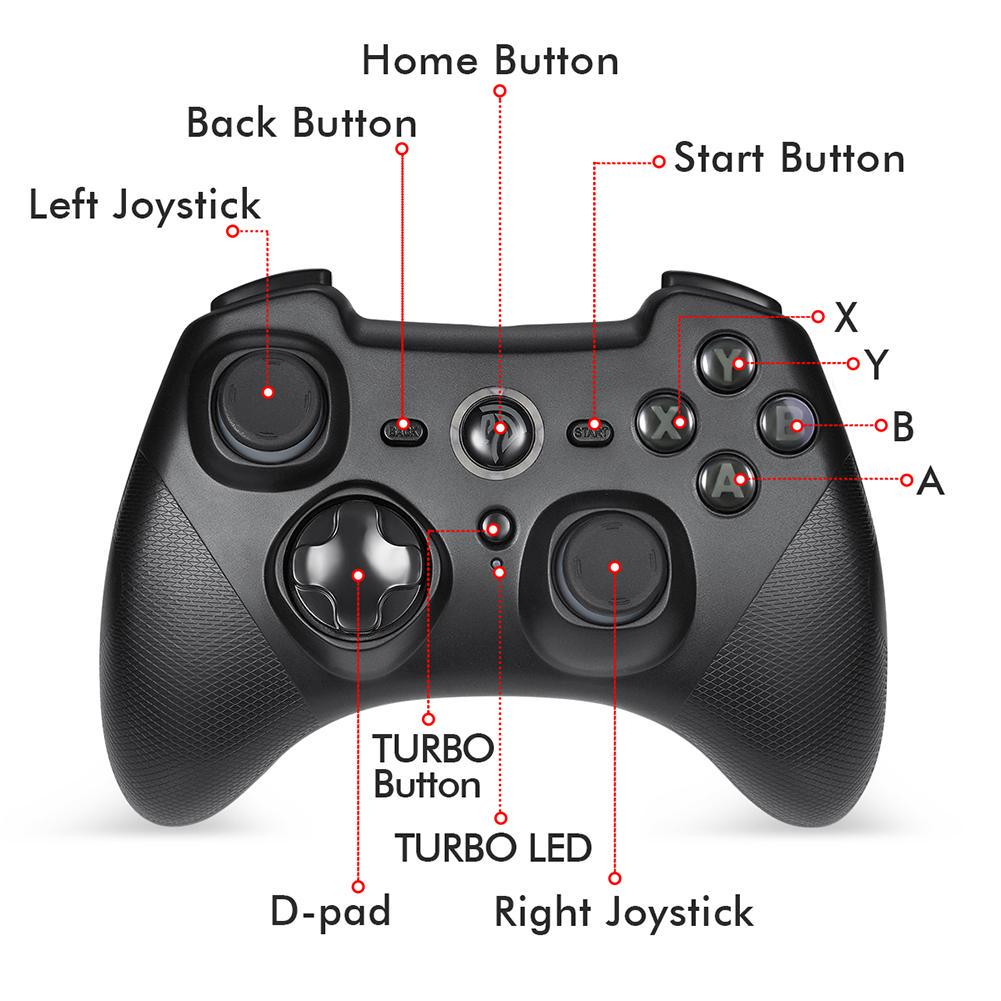 Home Button
Back Button
Start Button
Left Joystick
X
Y
Y
BACK
START
X
B
B
A
A
TURBO
Button
TURBO LED
D-pad
Right Joystick